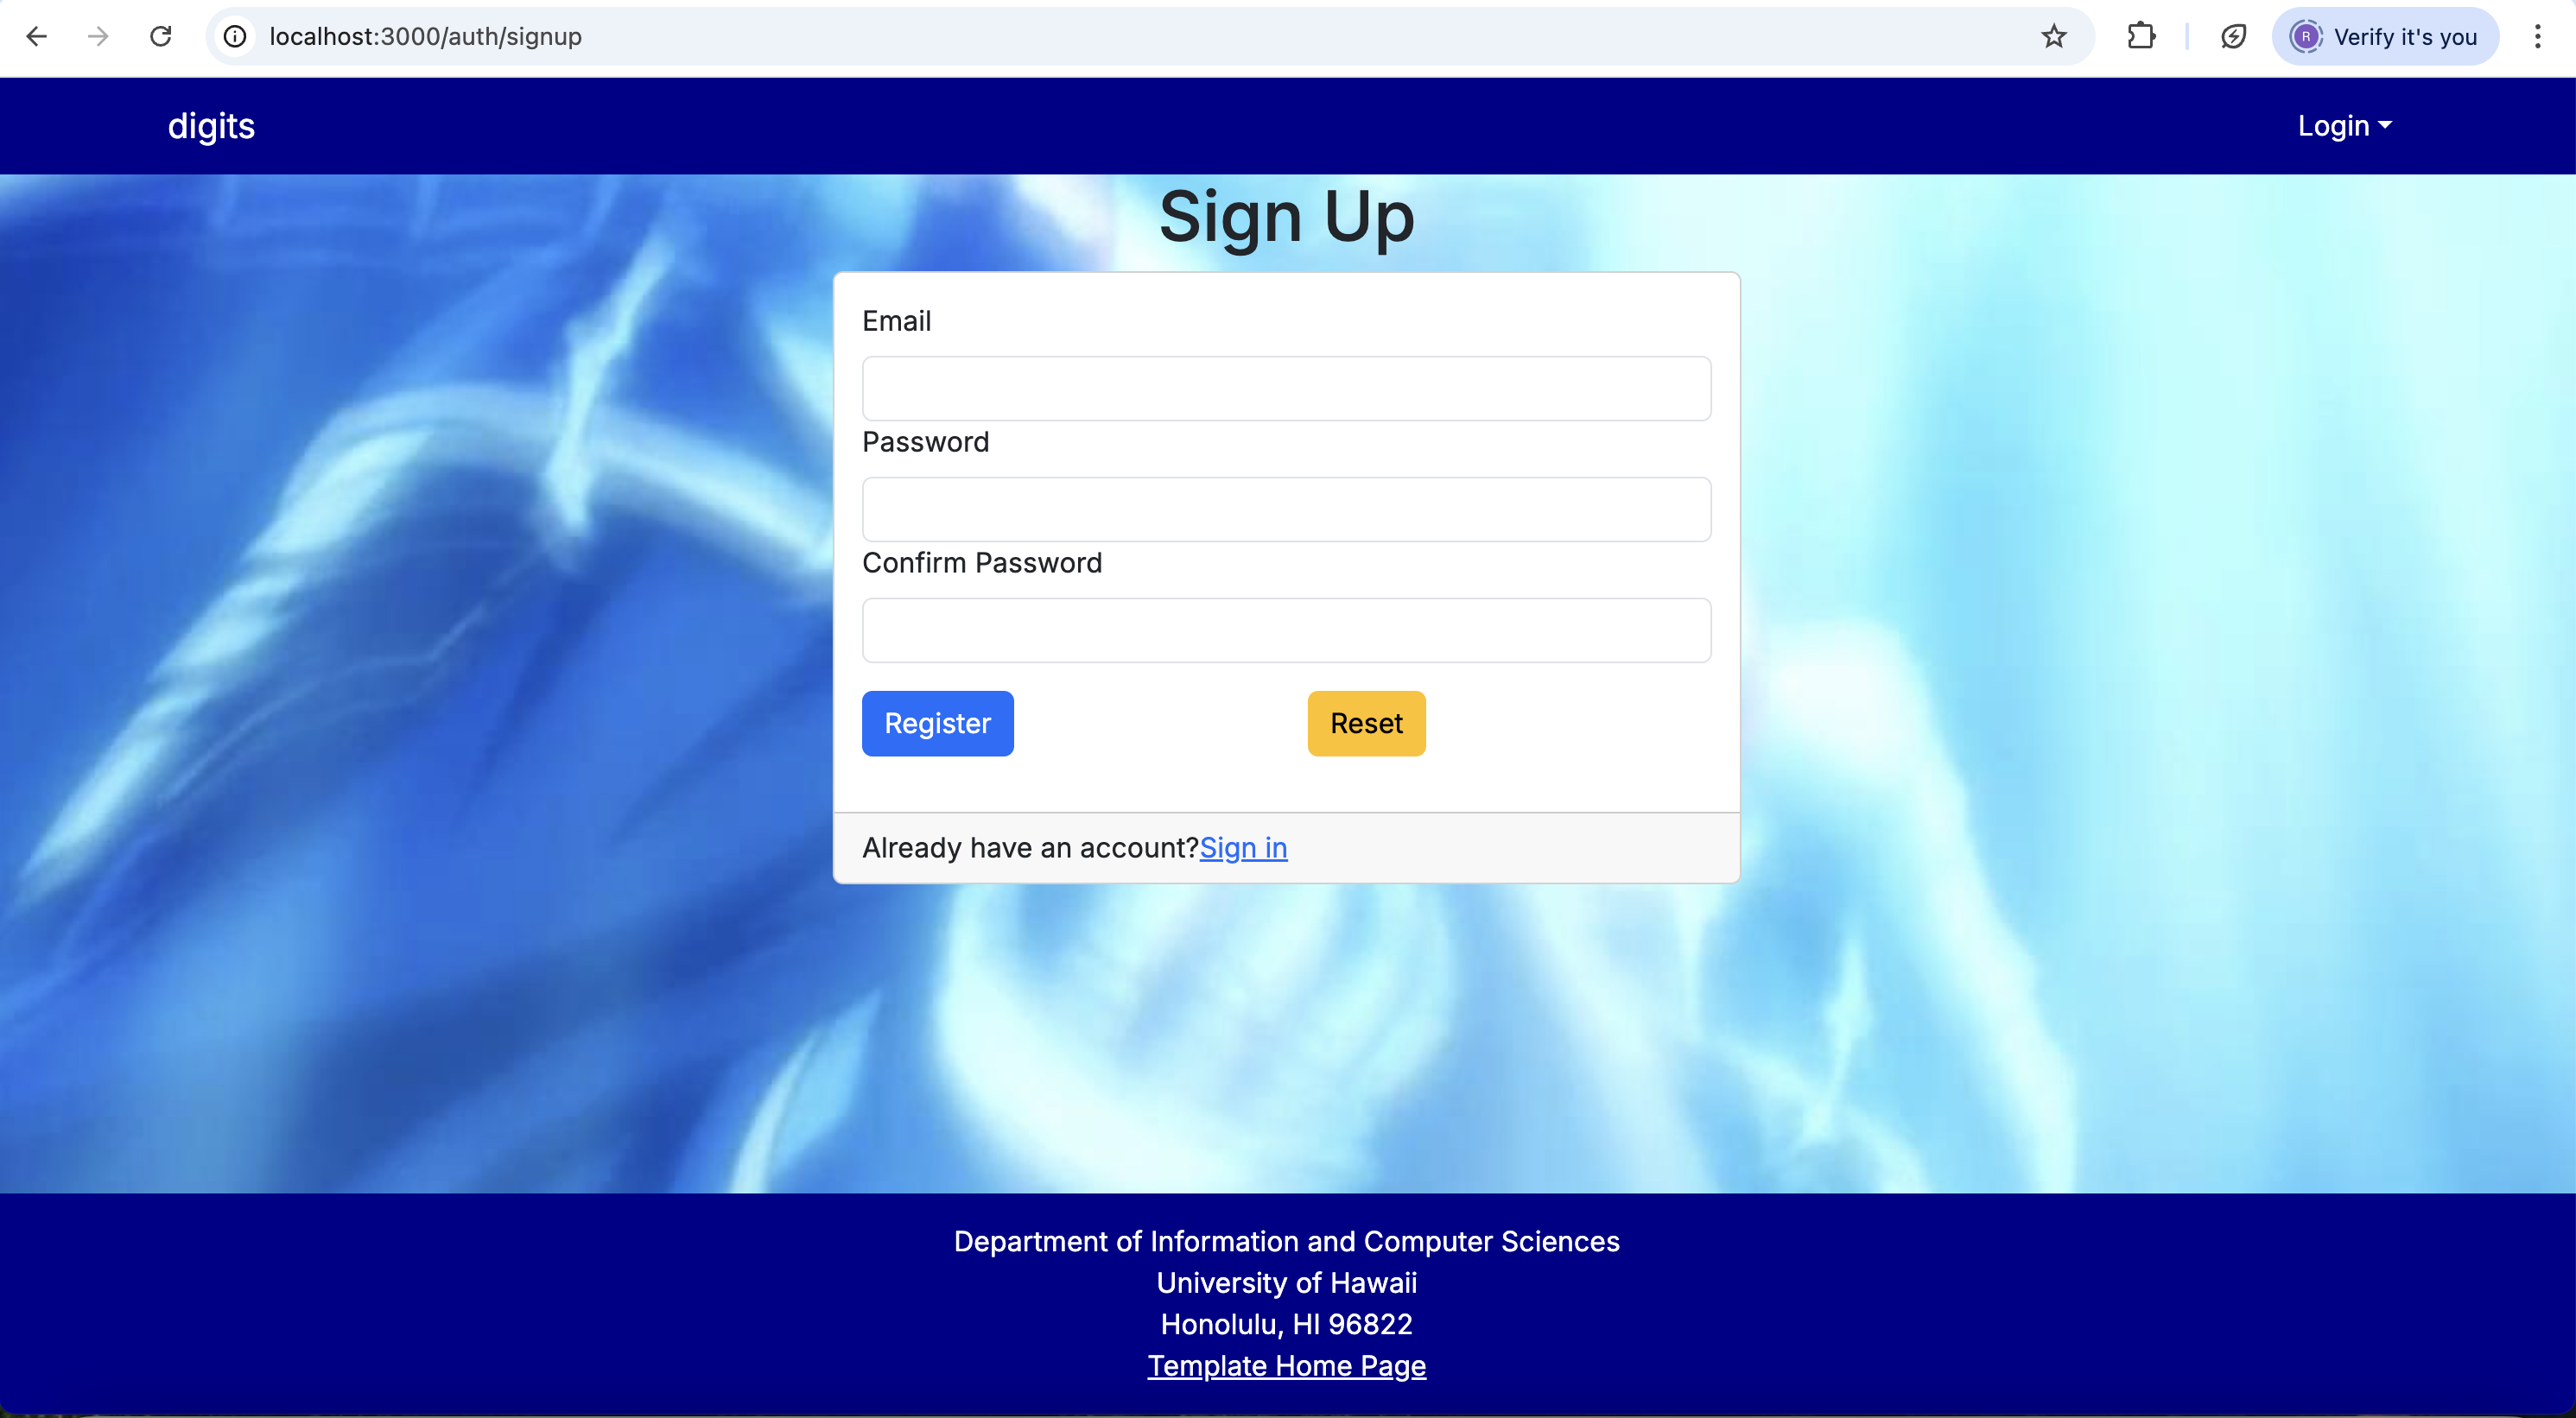 localhost:3000/auth/signup
R
Verify it's you
digits
Login
Sign Up
Email
Password
Confirm Password
Register
Reset
Already have an account?Sign in
Department of Information and Computer Sciences
University of Hawaii
Honolulu, HI 96822
Template Home Page